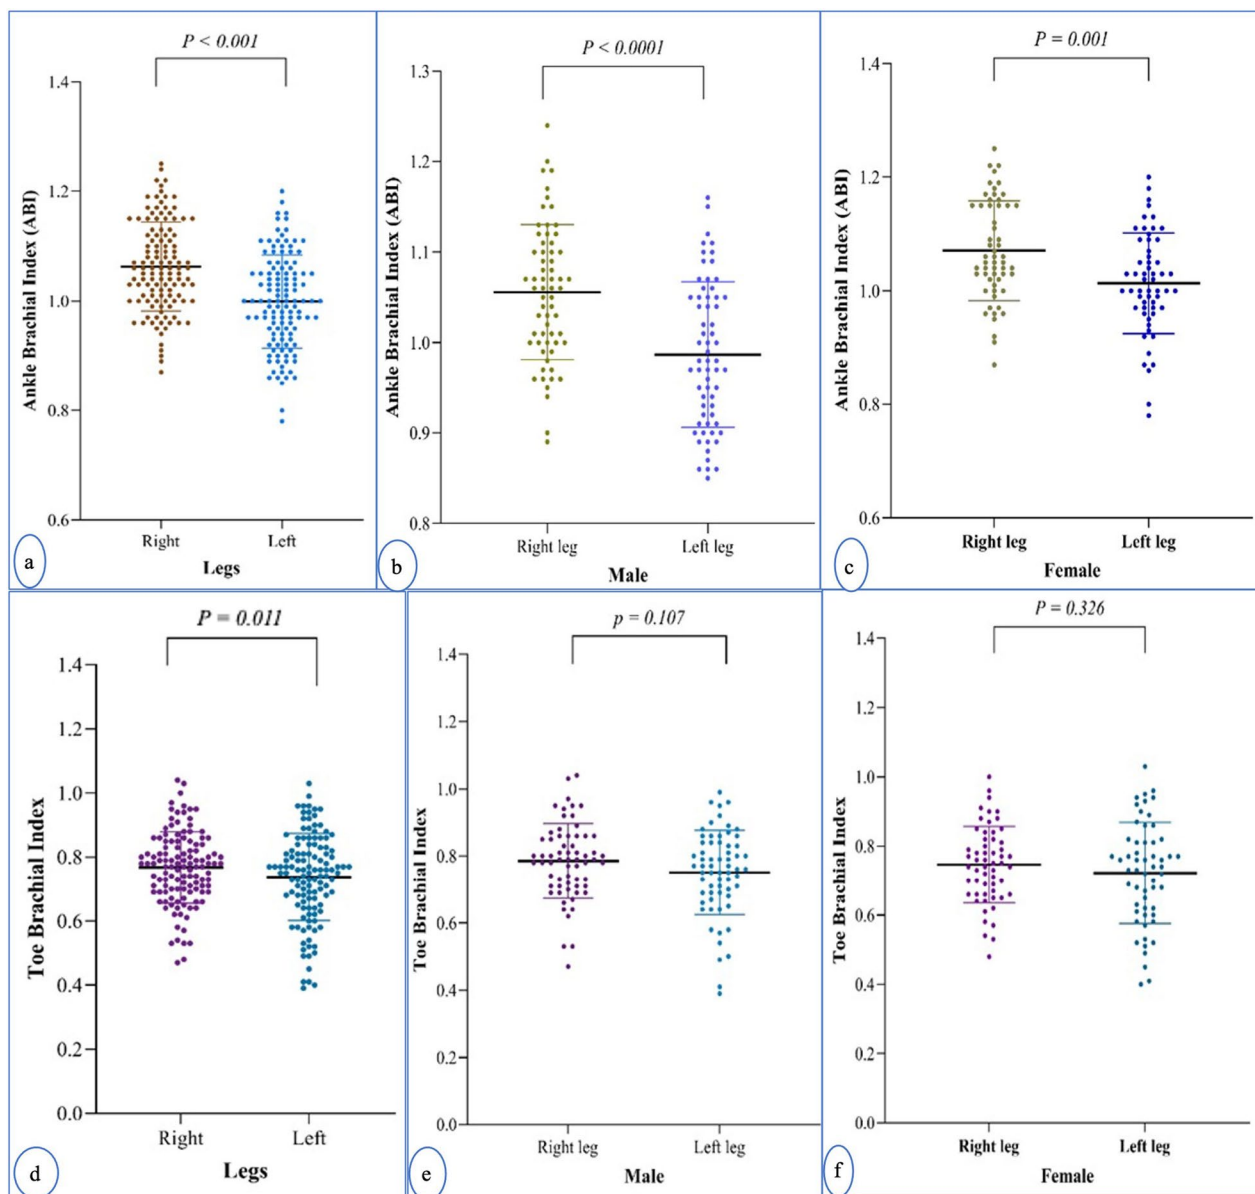 P < 0.001
1.4
1.2
1.0
0.8
0.6
Ankle Brachial Index (ABI)
Right
Left
Legs
a
P < 0.0001
1.3
1.2
1.1
1.0
0.9
0.8
Ankle Brachial Index (ABI)
Right leg
Left leg
Male
b
P = 0.001
1.4
1.2
1.0
0.8
0.6
Ankle Brachial Index (ABI)
Right leg
Left leg
Female
c
P = 0.011
1.4
1.2
1.0
0.8
0.6
0.4
0.2
0.0
Toe Brachial Index
Right
Left
Legs
d
p = 0.107
1.4
1.2
1.0
0.8
0.6
0.4
0.2
0.0
Toe Brachial Index
Right leg
Left leg
Male
e
P = 0.326
1.4
1.2
1.0
0.8
0.6
0.4
0.2
0.0
Toe Brachial Index
Right leg
Left leg
Female
f